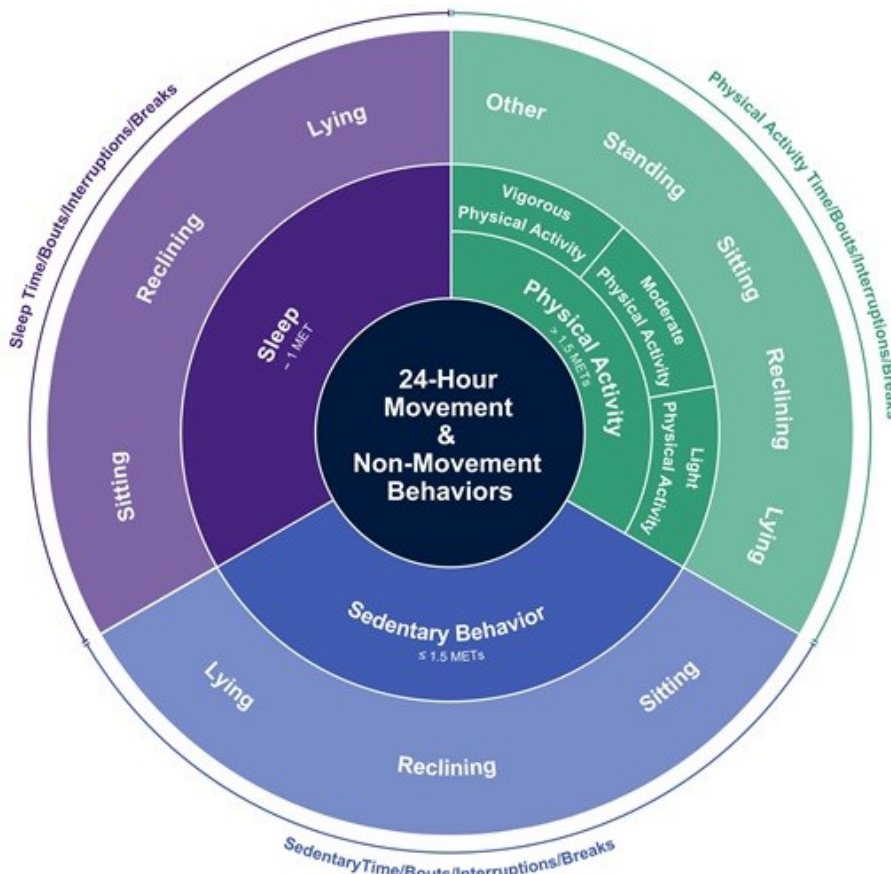 24-Hour
Movement
&
Non-Movement
Behaviors
Physical Activity
> 1.5 METs
Vigorous
Physical Activity
Moderate
Physical Activity
Light
Physical Activity
Other
Standing
Sitting
Reclining
Lying
Physical Activity Time/Bouts/Interruptions/Breaks
Sedentary Behavior
≤ 1.5 METs
Sitting
Reclining
Lying
SedentaryTime/Bouts/Interruptions/Breaks
Sleep
~ 1 MET
Sitting
Reclining
Lying
Sleep Time/Bouts/Interruptions/Breaks